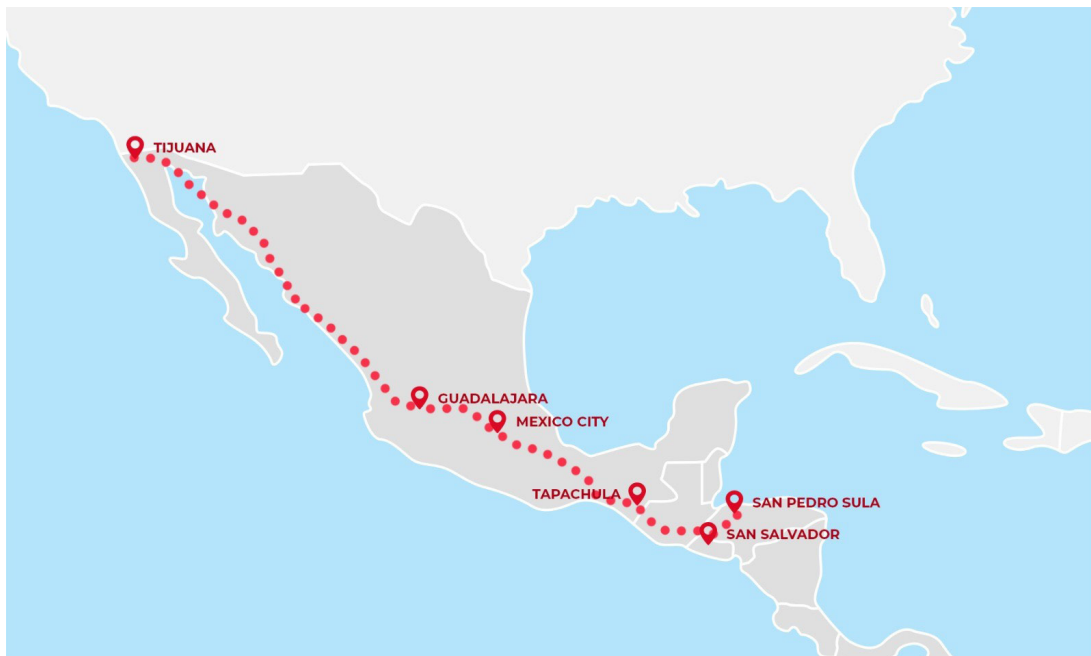 TIJUANA
GUADALAJARA
MEXICO CITY
TAPACHULA
SAN PEDRO SULA
SAN SALVADOR